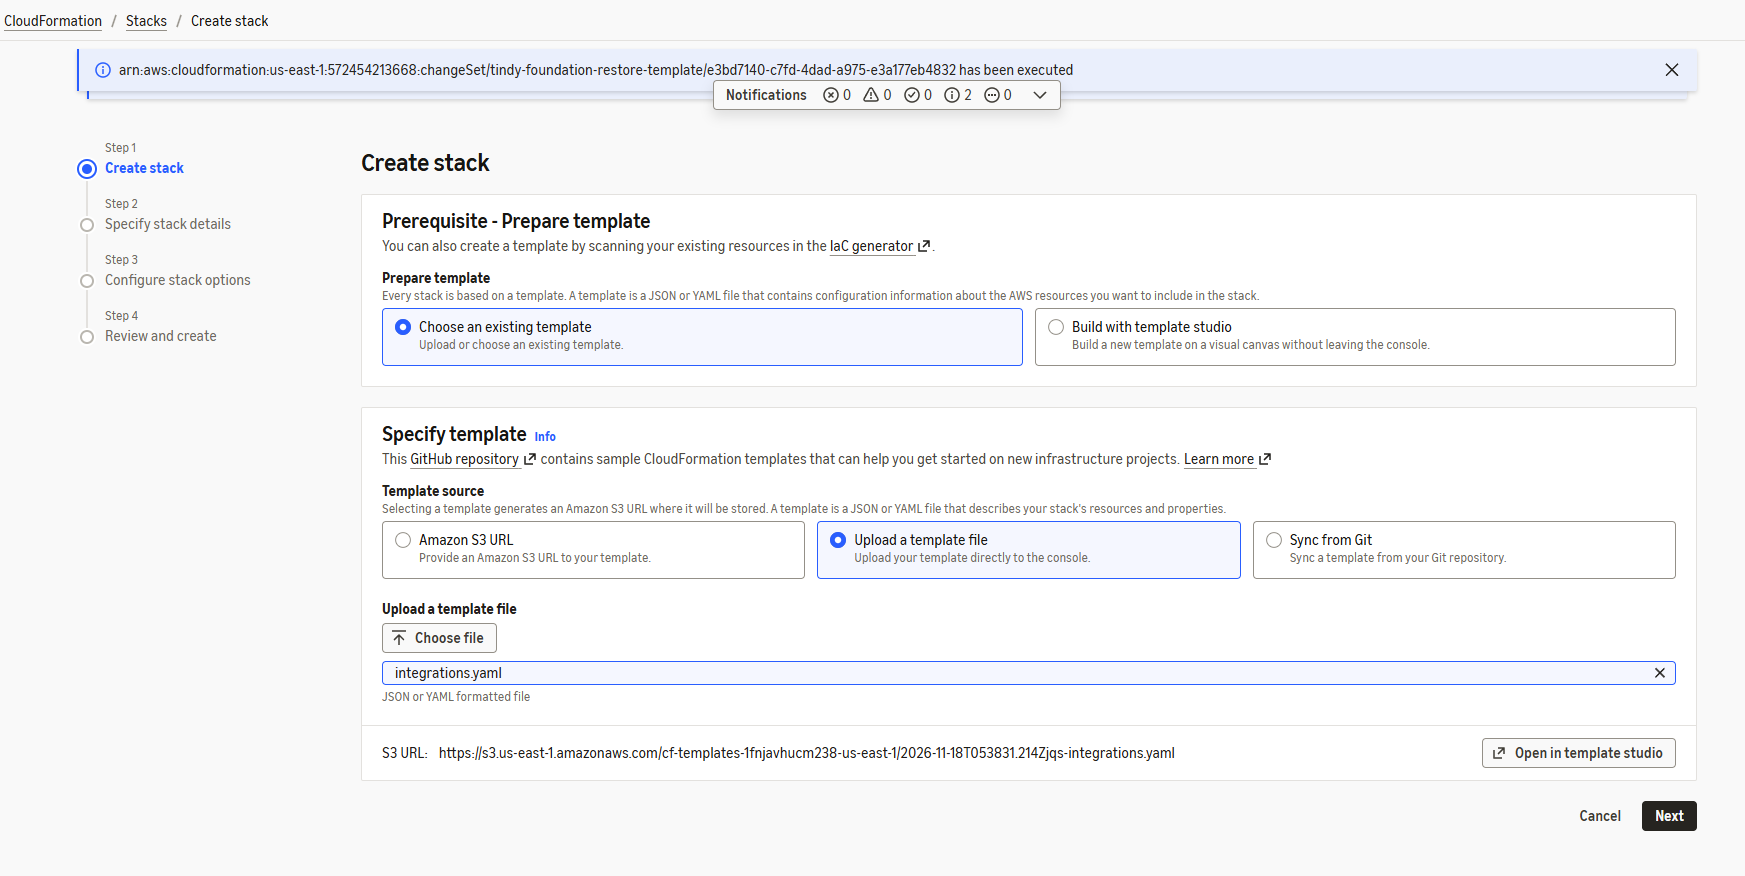 CloudFormation / Stacks / Create stack
arn:aws:cloudformation:us-east-1:572454213668:changeSet/tindy-foundation-restore-template/e3bd7140-c7fd-4dad-a975-e3a177eb4832 has been executed
Notifications 0 0 0 2 0
Step 1
Create stack
Step 2
Specify stack details
Step 3
Configure stack options
Step 4
Review and create
Create stack
Prerequisite - Prepare template
You can also create a template by scanning your existing resources in the IaC generator.
Prepare template
Every stack is based on a template. A template is a JSON or YAML file that contains configuration information about the AWS resources you want to include in the stack.
Choose an existing template
Upload or choose an existing template.
Build with template studio
Build a new template on a visual canvas without leaving the console.
Specify template Info
This GitHub repository contains sample CloudFormation templates that can help you get started on new infrastructure projects. Learn more
Template source
Selecting a template generates an Amazon S3 URL where it will be stored. A template is a JSON or YAML file that describes your stack's resources and properties.
Amazon S3 URL
Provide an Amazon S3 URL to your template.
Upload a template file
Upload your template directly to the console.
Sync from Git
Sync a template from your Git repository.
Upload a template file
Choose file
integrations.yaml
JSON or YAML formatted file
S3 URL: https://s3.us-east-1.amazonaws.com/cf-templates-1fnjavhucm238-us-east-1/2026-11-18T053831.214Zjqs-integrations.yaml
Open in template studio
Cancel
Next